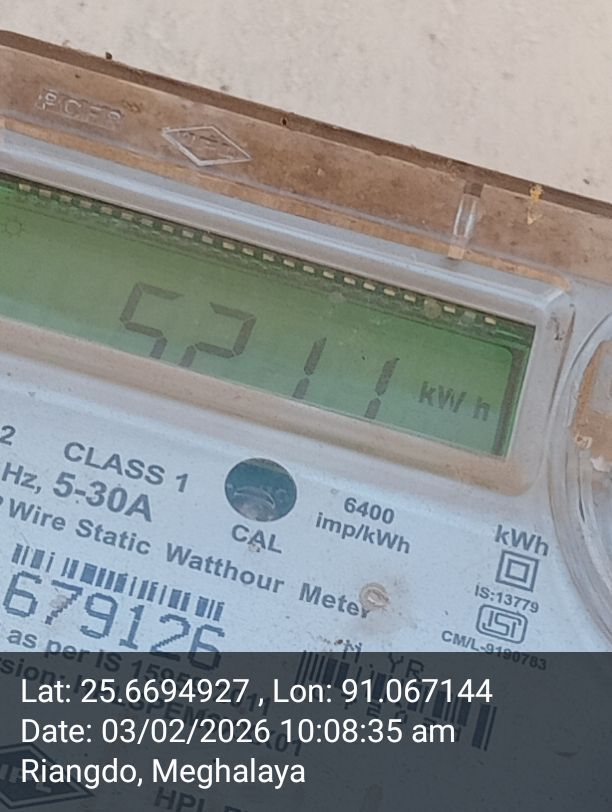 5211 kWh
2 CLASS 1
Hz, 5-30A
CAL
6400
imp/kWh
kWh
Wire Static Watthour Meter
IS:13779
679126
CM/L-9190783
as per IS
Lat: 25.6694927 , Lon: 91.067144
Date: 03/02/2026 10:08:35 am
Riangdo, Meghalaya
HPL